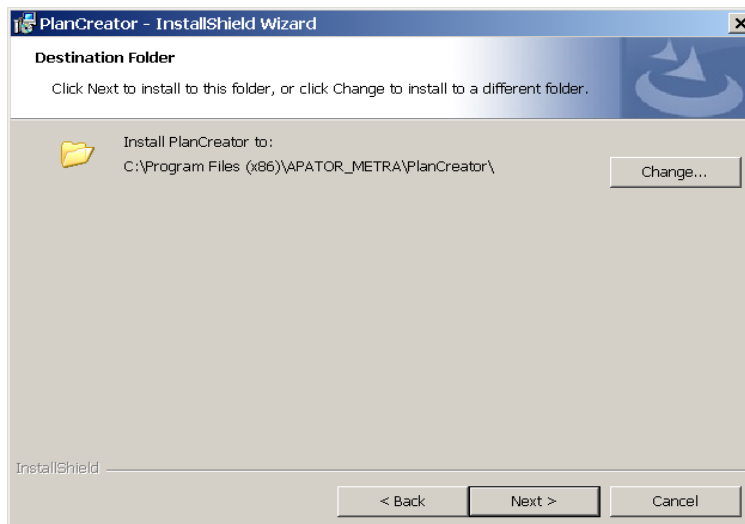 PlanCreator - InstallShield Wizard
Destination Folder
Click Next to install to this folder, or click Change to install to a different folder.
Install PlanCreator to:
C:\Program Files (x86)\APATOR_METRA\PlanCreator\
Change...
InstallShield
< Back
Next >
Cancel